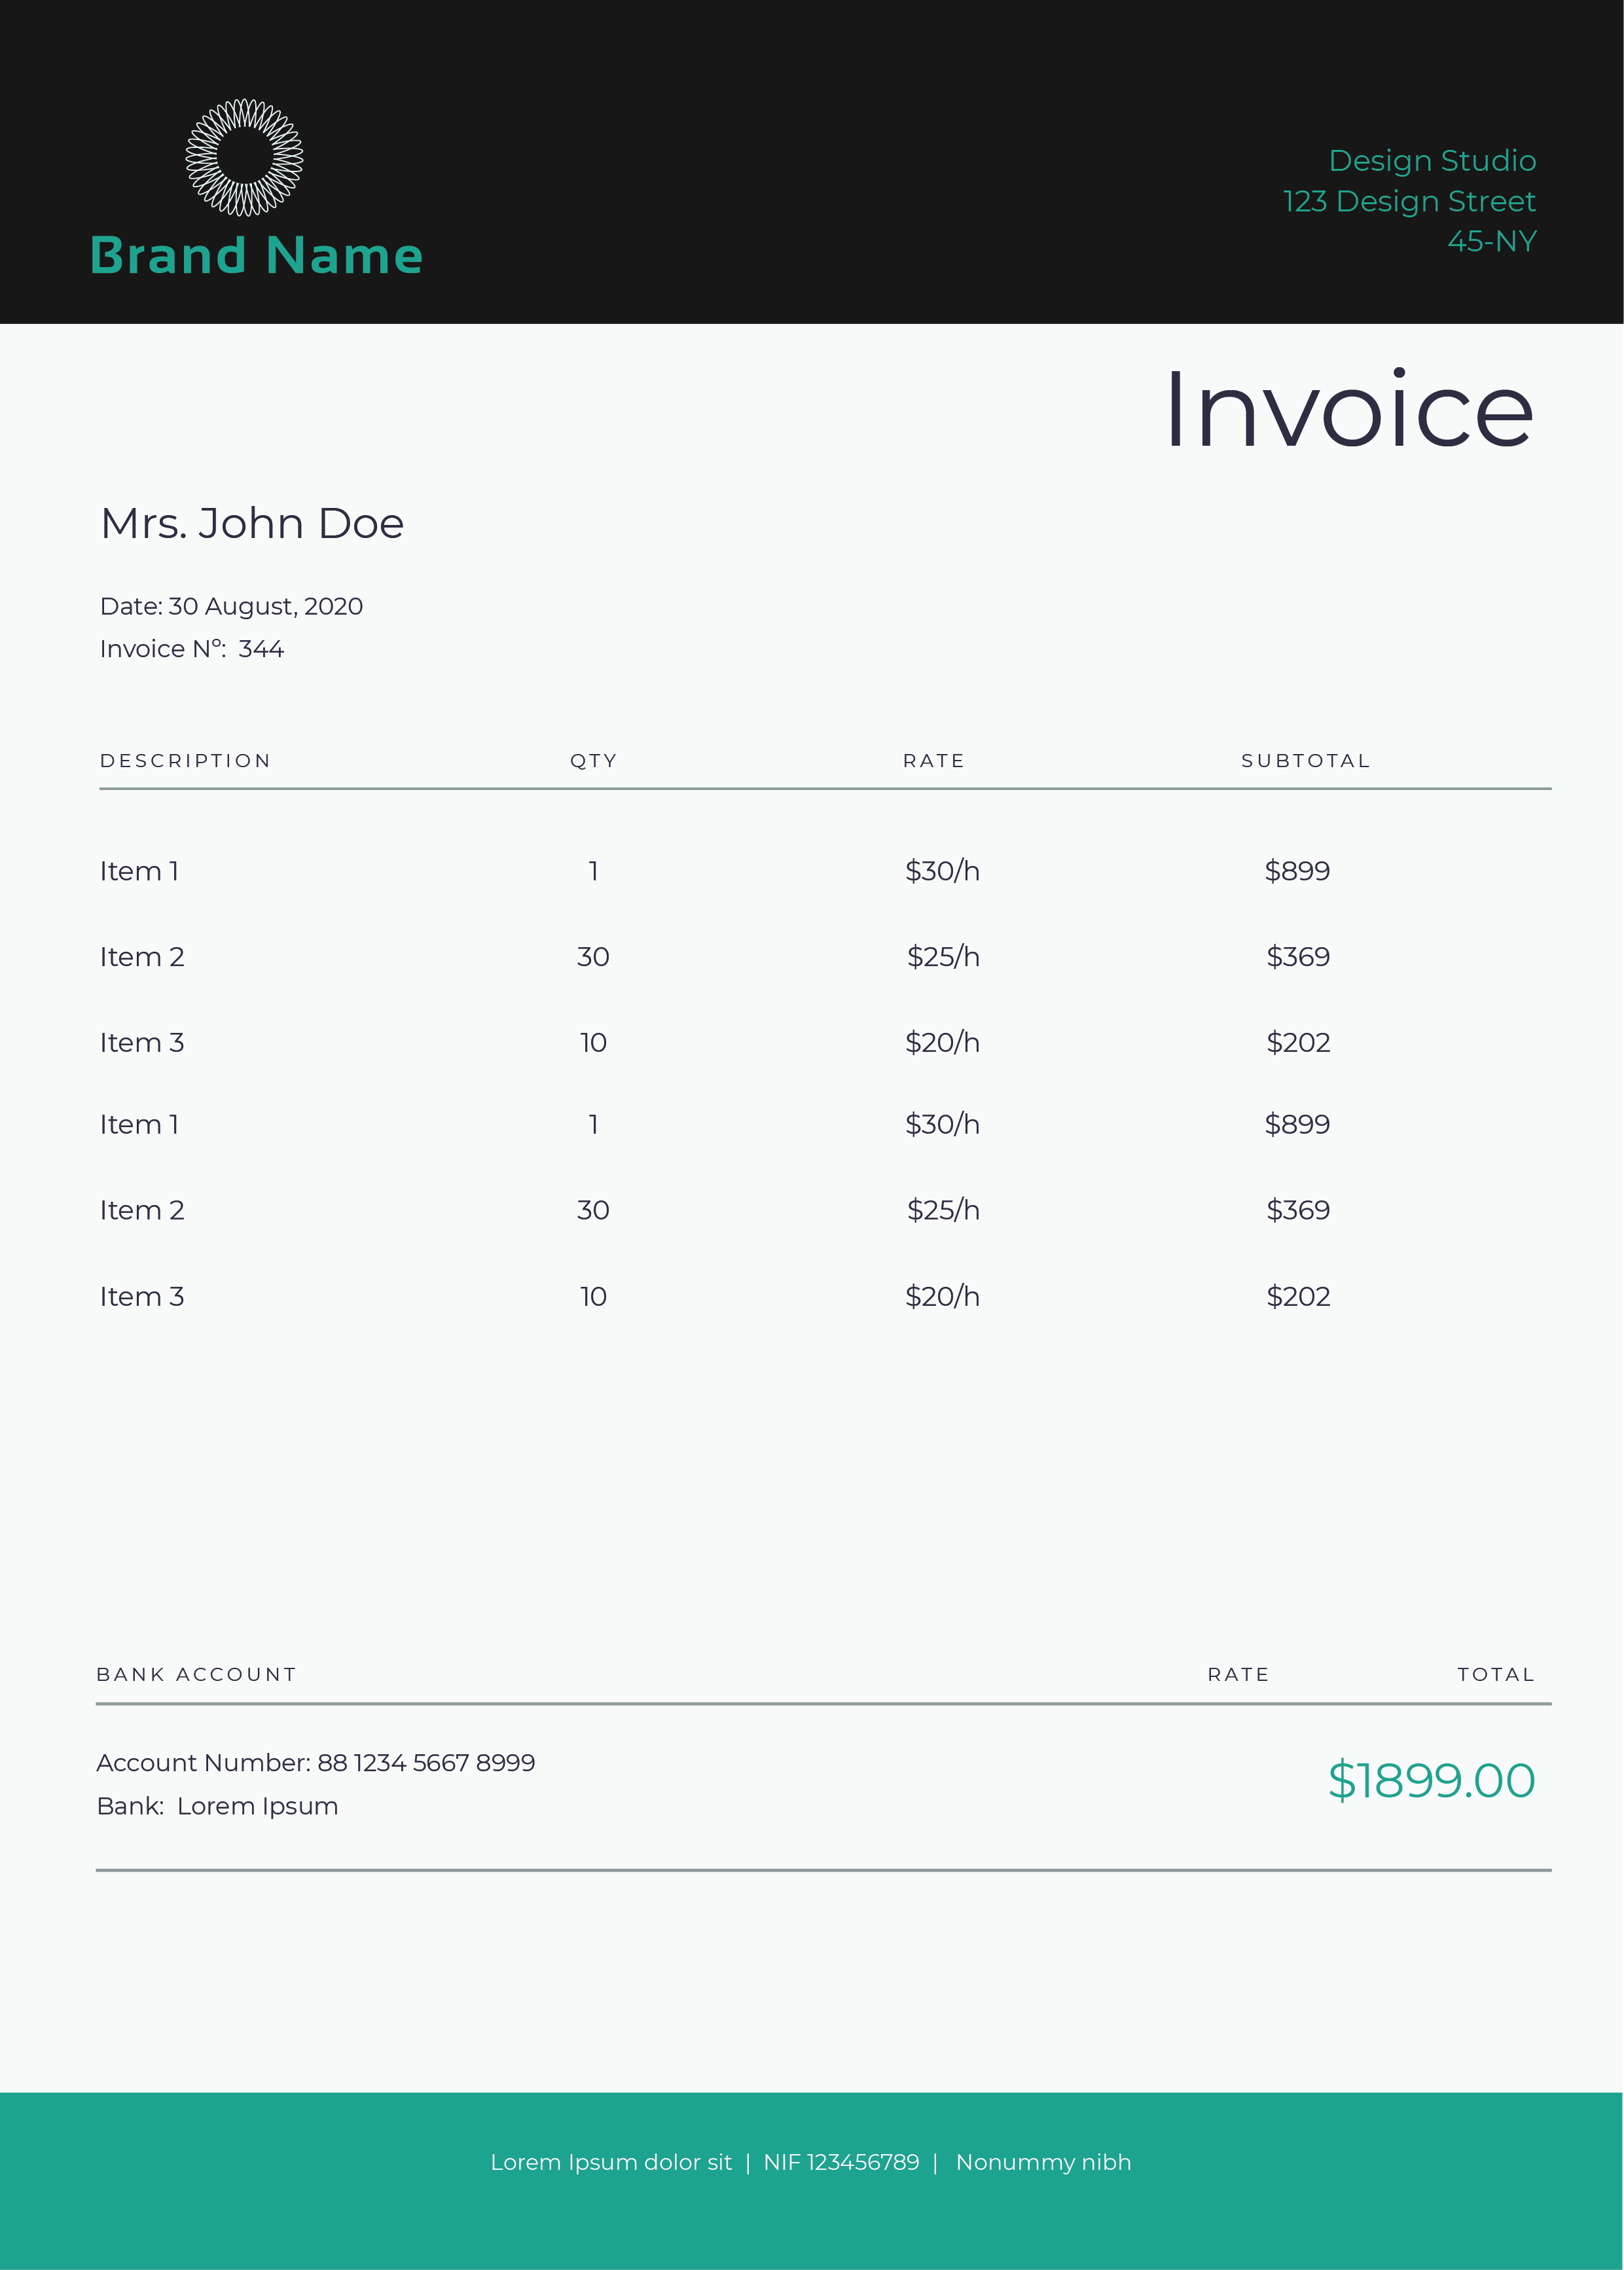 Brand Name
Design Studio
123 Design Street
45-NY
Invoice
Mrs. John Doe
Date: 30 August, 2020
Invoice Nº:  344
DESCRIPTION QTY RATE SUBTOTAL
Item 1 1 $30/h $899
Item 2 30 $25/h $369
Item 3 10 $20/h $202
Item 1 1 $30/h $899
Item 2 30 $25/h $369
Item 3 10 $20/h $202
BANK ACCOUNT RATE TOTAL
Account Number: 88 1234 5667 8999
Bank:  Lorem Ipsum
$1899.00
Lorem Ipsum dolor sit  |  NIF 123456789  |   Nonummy nibh